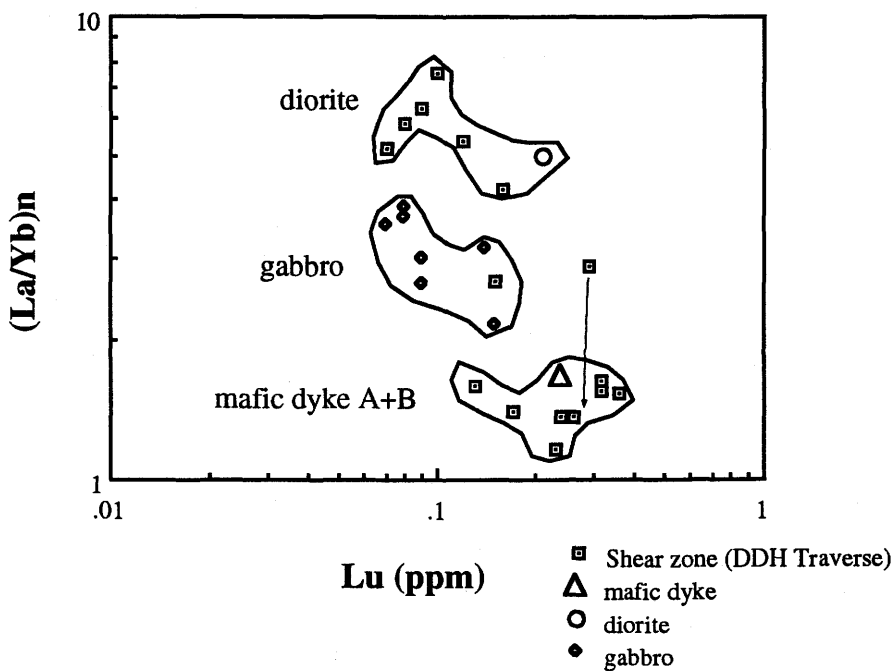 10
diorite
(La/Yb)n
gabbro
mafic dyke A+B
1
.01
.1
1
Lu (ppm)
Shear zone (DDH Traverse)
mafic dyke
diorite
gabbro